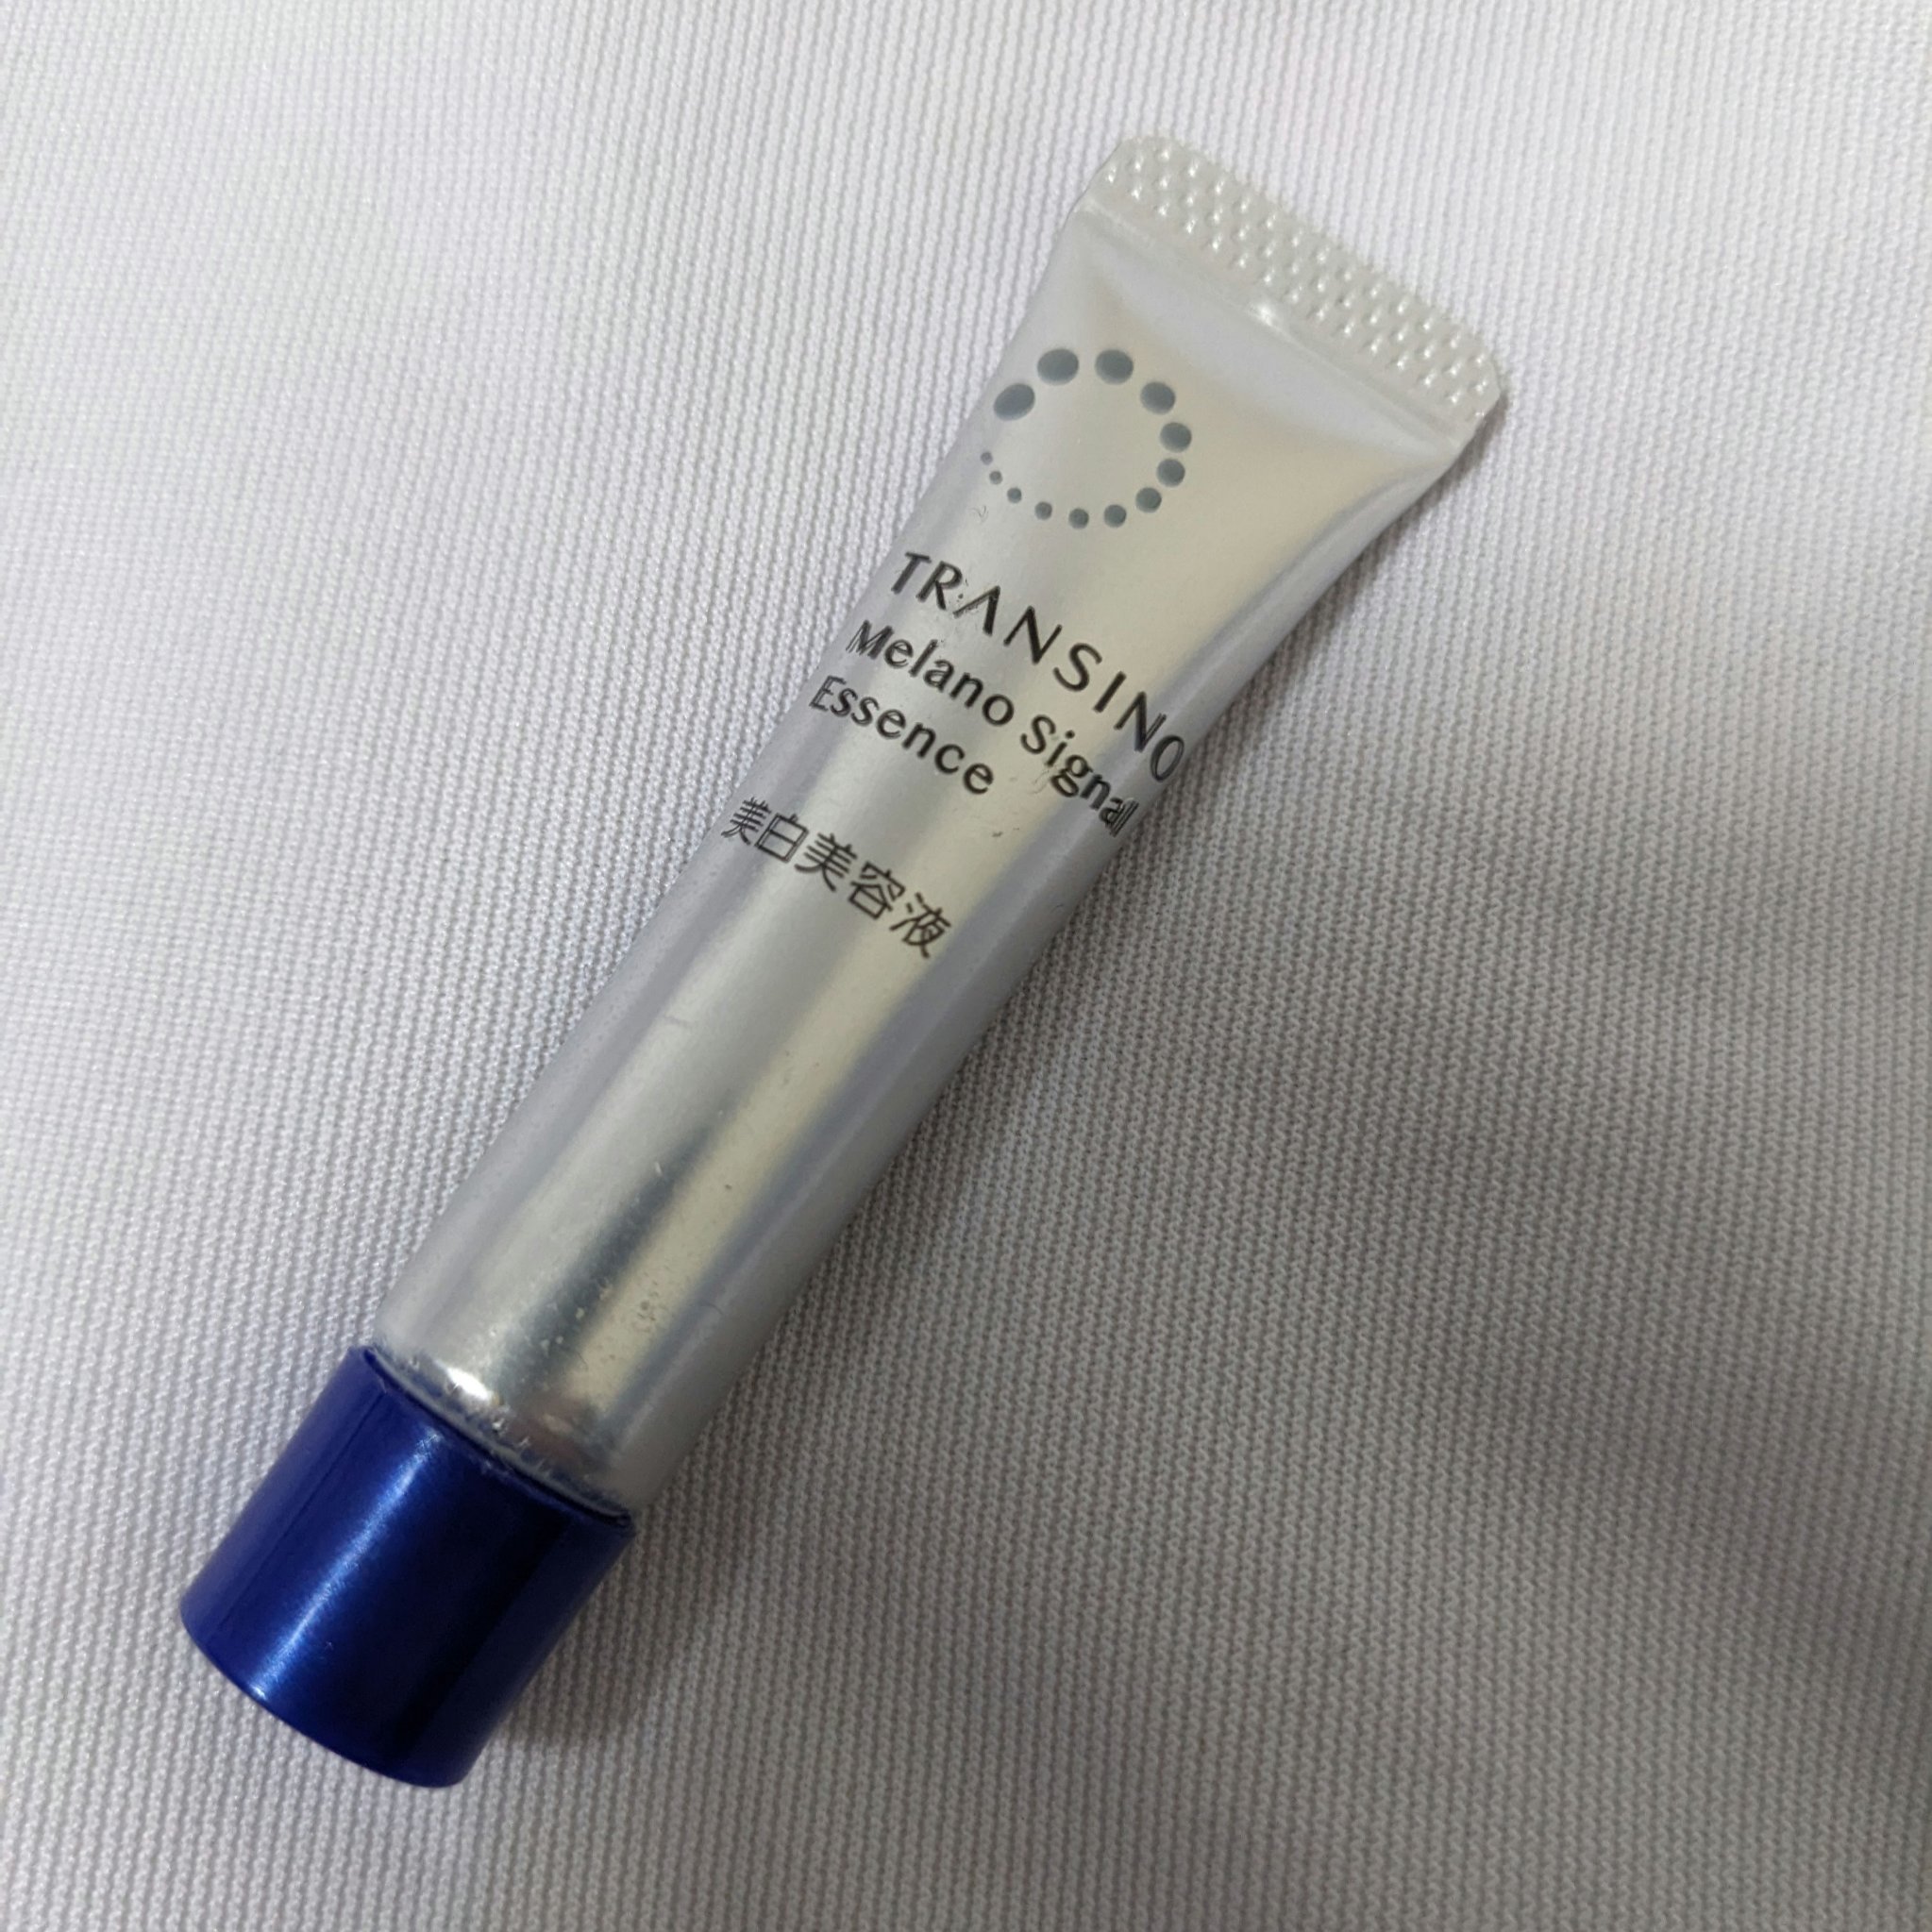 TRANSINO
Melano Signal
Essence
美白美容液